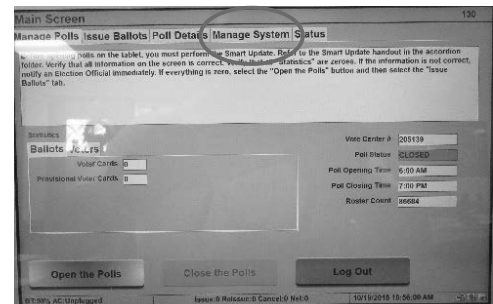 Main Screen
130
Manage Polls Issue Ballots Poll Details Manage System Status
polls on the tablet, you must perform the Smart Update. Refer to the Smart Update handout in the accordion
folder. Verify that all information on the screen is correct. Verify that all "Statistics" are zeroes. If the information is not correct,
notify an Election Official immediately. If everything is zero, select the "Open the Polls" button and then select the "Issue
Ballots" tab.
Statistics
Ballots Voters
Voter Cards 0
Provisional Voter Cards 0
Vote Center # 205139
Poll Status CLOSED
Poll Opening Time 6:00 AM
Poll Closing Time 7:00 PM
Roster Count 86684
Open the Polls
Close the Polls
Log Out
AC:Unplugged
Issue:0 Reissue:0 Cancel:0 Net:0
10/19/2018 10:56:09 AM